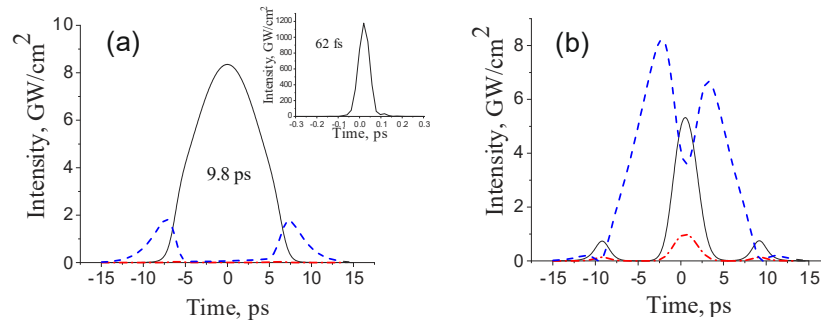 (a)
Intensity, GW/cm2
10
8
6
4
2
0
-15 -10 -5 0 5 10 15
Time, ps
9.8 ps
Intensity, GW/cm2
1200
1000
800
600
400
200
0
62 fs
-0.3 -0.2 -0.1 0.0 0.1 0.2 0.3
Time, ps
(b)
Intensity, GW/cm2
8
6
4
2
0
-15 -10 -5 0 5 10 15
Time, ps